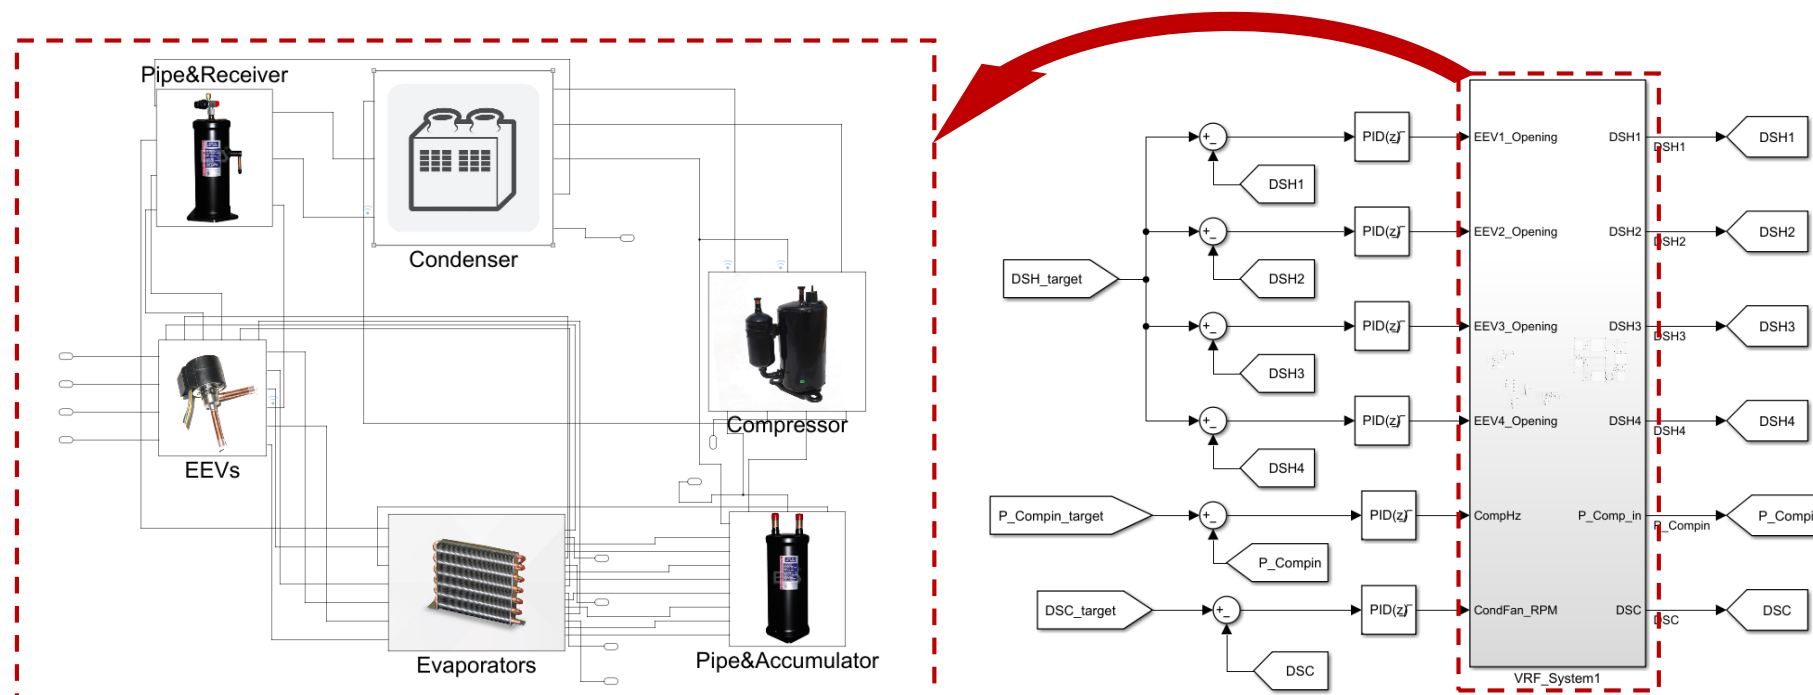 Pipe&Receiver
Condenser
Compressor
EEVs
Evaporators
Pipe&Accumulator
DSH_target
P_Compin_target
DSC_target
DSH1
DSH2
DSH3
DSH4
P_Compin
DSC
PID(z)
PID(z)
PID(z)
PID(z)
PID(z)
PID(z)
EEV1_Opening
EEV2_Opening
EEV3_Opening
EEV4_Opening
CompHz
CondFan_RPM
DSH1
DSH2
DSH3
DSH4
P_Comp_in
DSC
DSH1
DSH2
DSH3
DSH4
P_Compin
DSC
DSH1
DSH2
DSH3
DSH4
P_Compi
DSC
VRF_System1